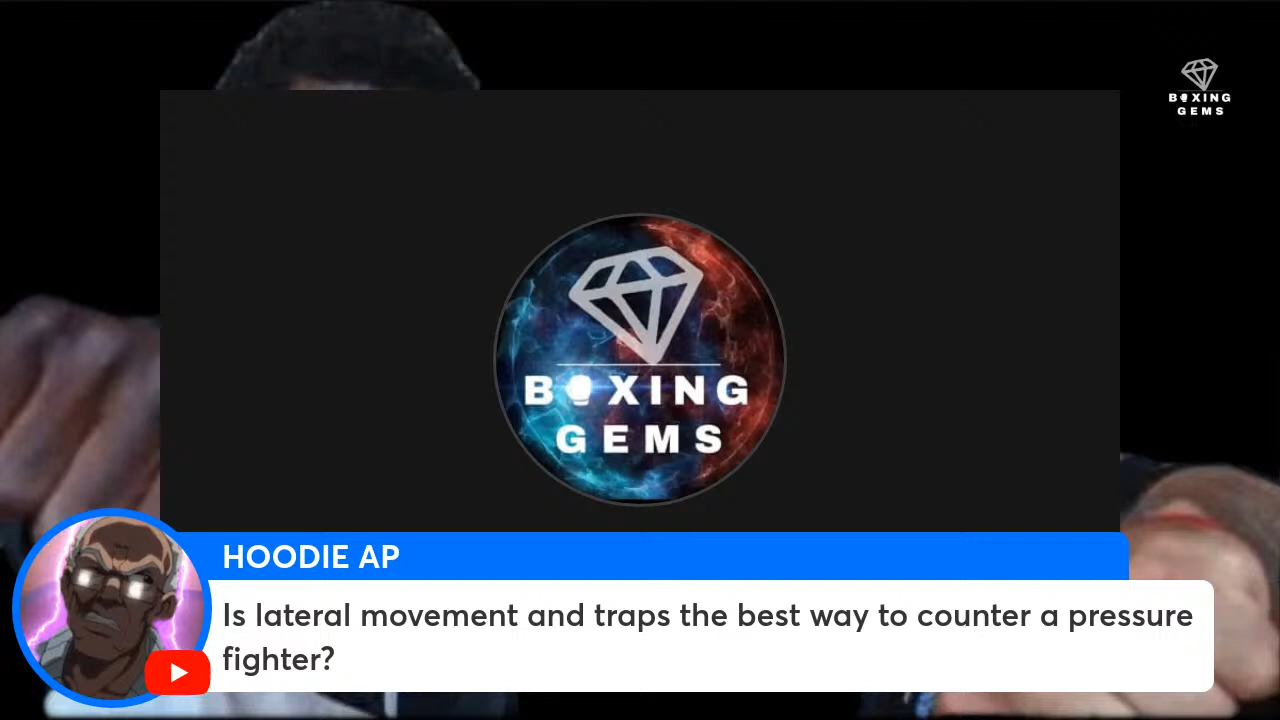 BOXING
GEMS
BOXING
GEMS
HOODIE AP
Is lateral movement and traps the best way to counter a pressure
fighter?